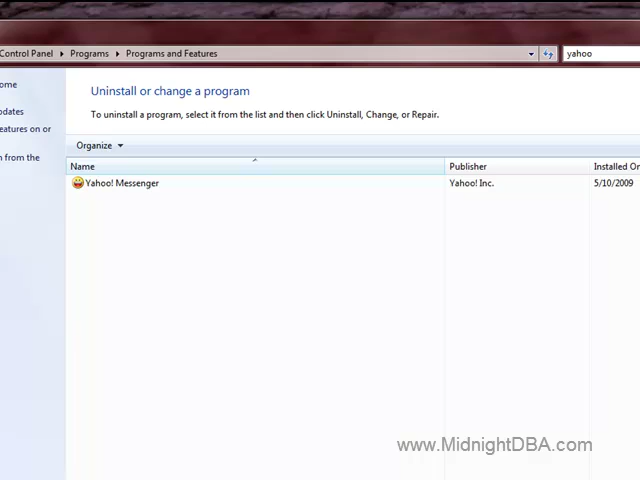 Control Panel Programs Programs and Features yahoo
ome
pdates
eatures on or
n from the
Uninstall or change a program
To uninstall a program, select it from the list and then click Uninstall, Change, or Repair.
Organize
Name Publisher Installed On
Yahoo! Messenger Yahoo! Inc. 5/10/2009
www.MidnightDBA.com